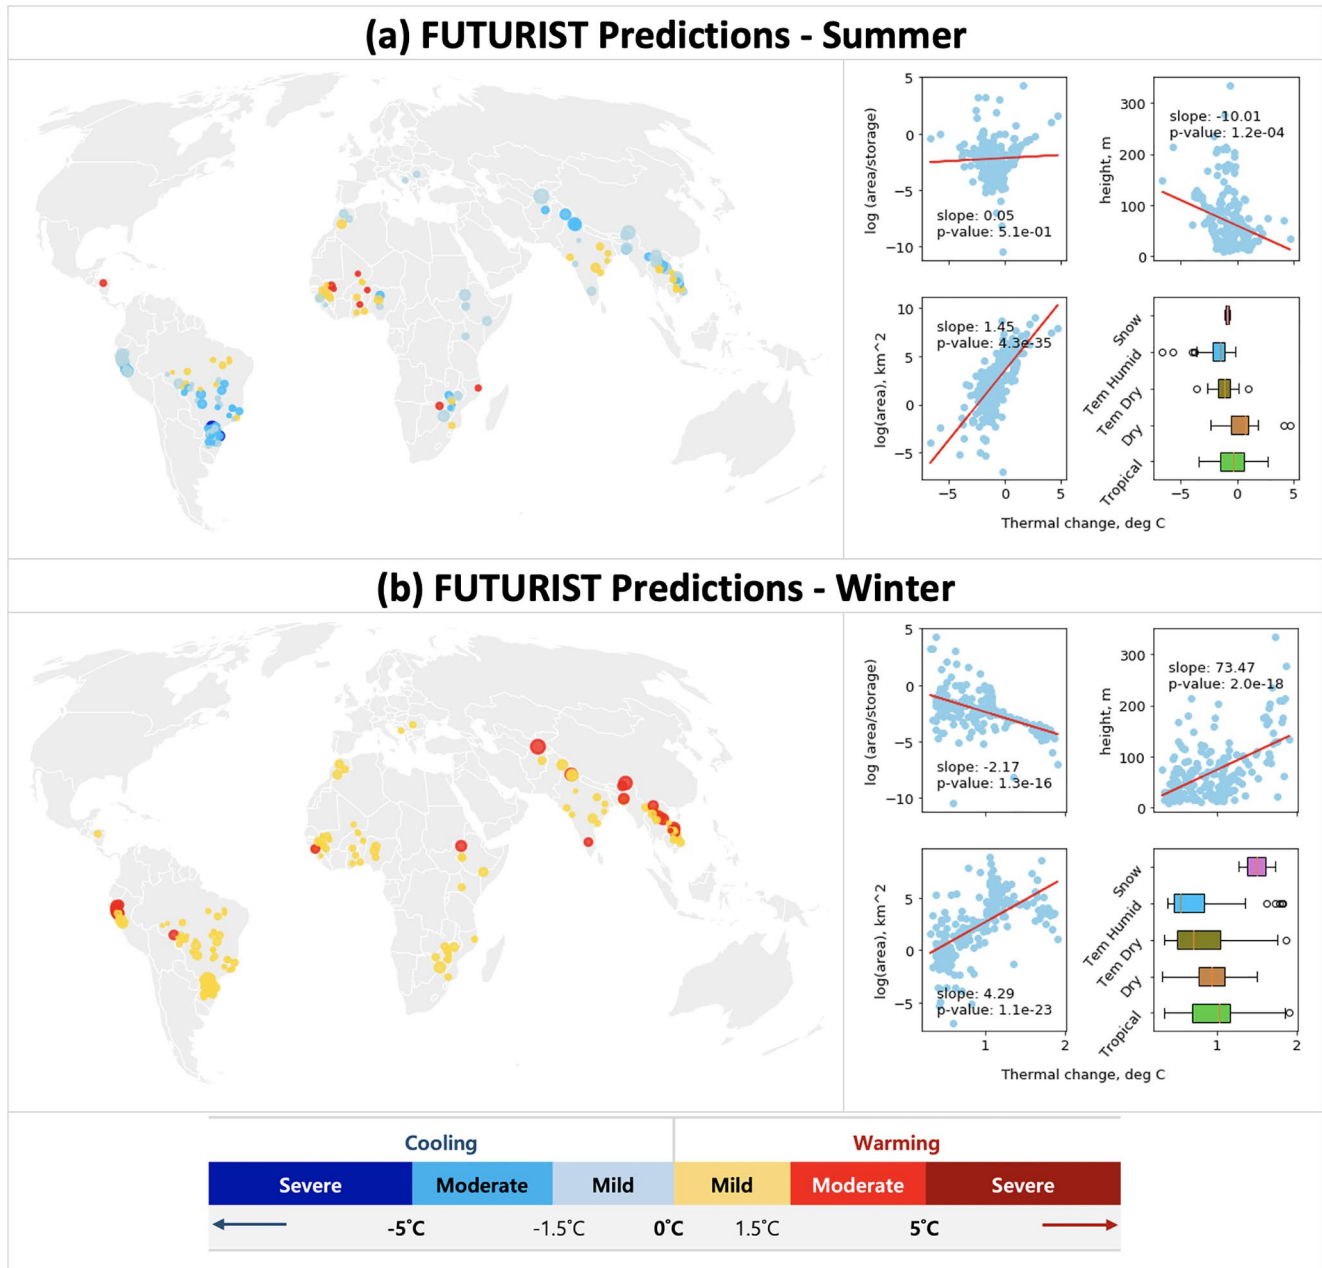 (a) FUTURIST Predictions - Summer
5
0
−5
−10
log (area/storage)
slope: 0.05
p-value: 5.1e-01
300
200
100
0
height, m
slope: -10.01
p-value: 1.2e-04
10
5
0
−5
log(area), km^2
slope: 1.45
p-value: 4.3e-35
−5 0 5
Snow
Tem Humid
Tem Dry
Dry
Tropical
−5 0 5
Thermal change, deg C
(b) FUTURIST Predictions - Winter
5
0
−5
−10
log (area/storage)
slope: -2.17
p-value: 1.3e-16
300
200
100
0
height, m
slope: 73.47
p-value: 2.0e-18
5
0
−5
log(area), km^2
slope: 4.29
p-value: 1.1e-23
1 2
Snow
Tem Humid
Tem Dry
Dry
Tropical
1 2
Thermal change, deg C
Cooling Warming
Severe Moderate Mild Mild Moderate Severe
-5˚C -1.5˚C 0˚C 1.5˚C 5˚C